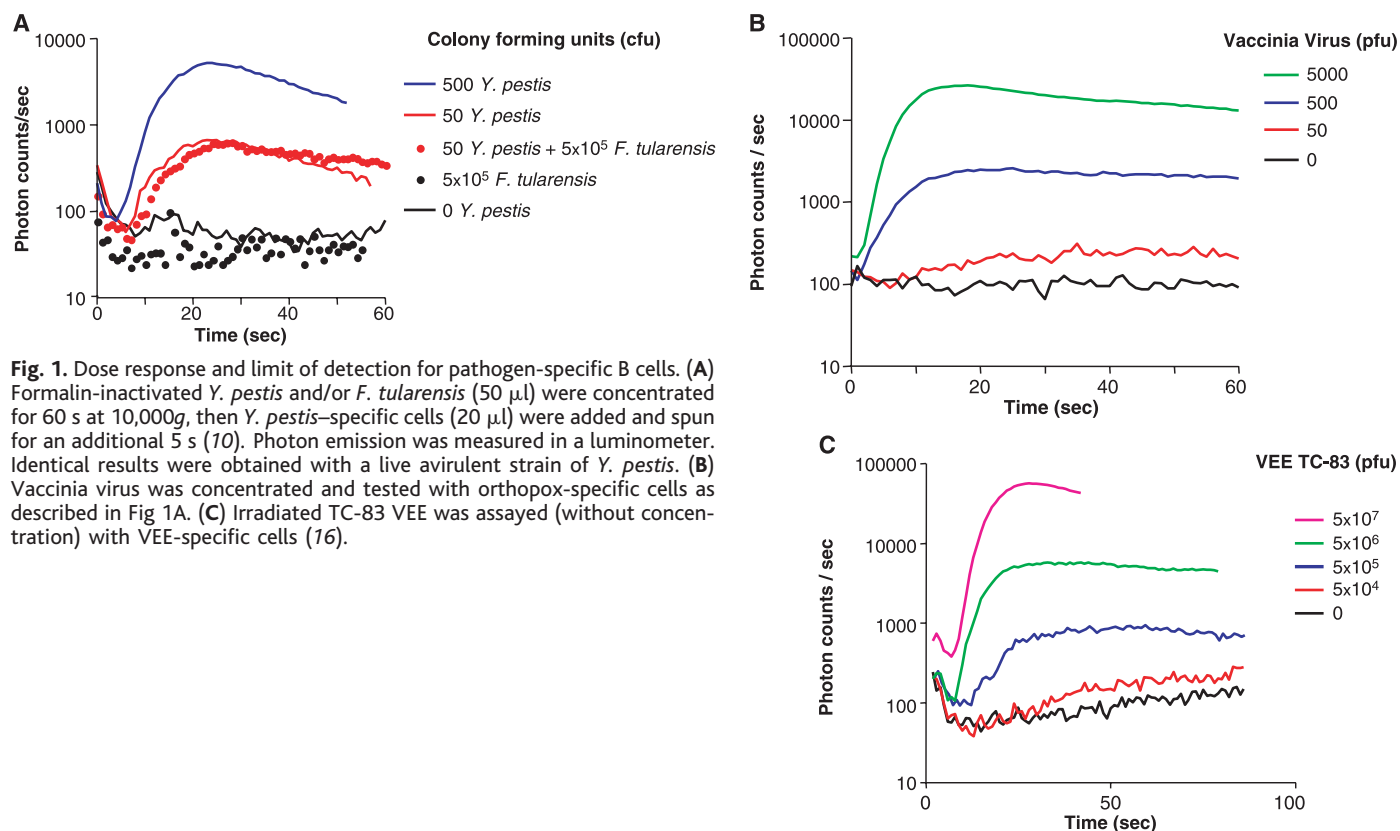 A
10000
1000
100
10
Photon counts/sec
0
20
40
60
Time (sec)
Colony forming units (cfu)
500 Y. pestis
50 Y. pestis
50 Y. pestis + 5x10⁵ F. tularensis
5x10⁵ F. tularensis
0 Y. pestis
Fig. 1. Dose response and limit of detection for pathogen-specific B cells. (A)
Formalin-inactivated Y. pestis and/or F. tularensis (50 μl) were concentrated
for 60 s at 10,000g, then Y. pestis–specific cells (20 μl) were added and spun
for an additional 5 s (10). Photon emission was measured in a luminometer.
Identical results were obtained with a live avirulent strain of Y. pestis. (B)
Vaccinia virus was concentrated and tested with orthopox-specific cells as
described in Fig 1A. (C) Irradiated TC-83 VEE was assayed (without concen-
tration) with VEE-specific cells (16).
B
100000
10000
1000
100
10
Photon counts / sec
0
20
40
60
Time (sec)
Vaccinia Virus (pfu)
5000
500
50
0
C
100000
10000
1000
100
10
Photon counts / sec
0
50
100
Time (sec)
VEE TC-83 (pfu)
5x10⁷
5x10⁶
5x10⁵
5x10⁴
0